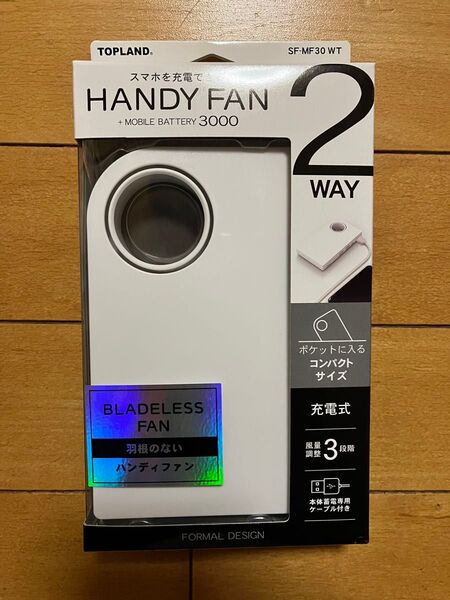 TOPLAND®
SF-MF30 WT
スマホを充電でき
HANDY FAN
+ MOBILE BATTERY 3000
2
WAY
ポケットに入る
コンパクト
サイズ
充電式
風量
調整
3段階
本体蓄電専用
ケーブル付き
BLADELESS
FAN
羽根のない
ハンディファン
FORMAL DESIGN